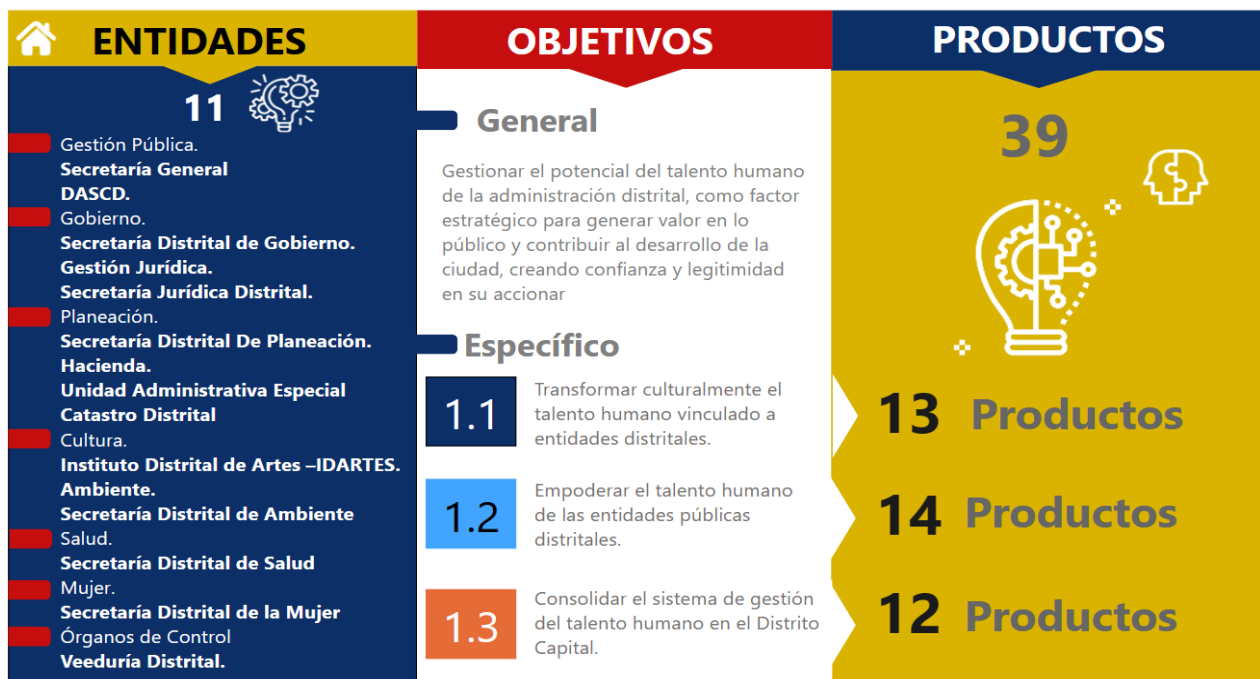 ENTIDADES
11
Gestión Pública.
Secretaría General
DASCD.
Gobierno.
Secretaría Distrital de Gobierno.
Gestión Jurídica.
Secretaría Jurídica Distrital.
Planeación.
Secretaría Distrital De Planeación.
Hacienda.
Unidad Administrativa Especial
Catastro Distrital
Cultura.
Instituto Distrital de Artes –IDARTES.
Ambiente.
Secretaría Distrital de Ambiente
Salud.
Secretaría Distrital de Salud
Mujer.
Secretaría Distrital de la Mujer
Órganos de Control
Veeduría Distrital.
OBJETIVOS
General
Gestionar el potencial del talento humano
de la administración distrital, como factor
estratégico para generar valor en lo
público y contribuir al desarrollo de la
ciudad, creando confianza y legitimidad
en su accionar
Específico
1.1
Transformar culturalmente el
talento humano vinculado a
entidades distritales.
1.2
Empoderar el talento humano
de las entidades públicas
distritales.
1.3
Consolidar el sistema de gestión
del talento humano en el Distrito
Capital.
PRODUCTOS
39
13 Productos
14 Productos
12 Productos